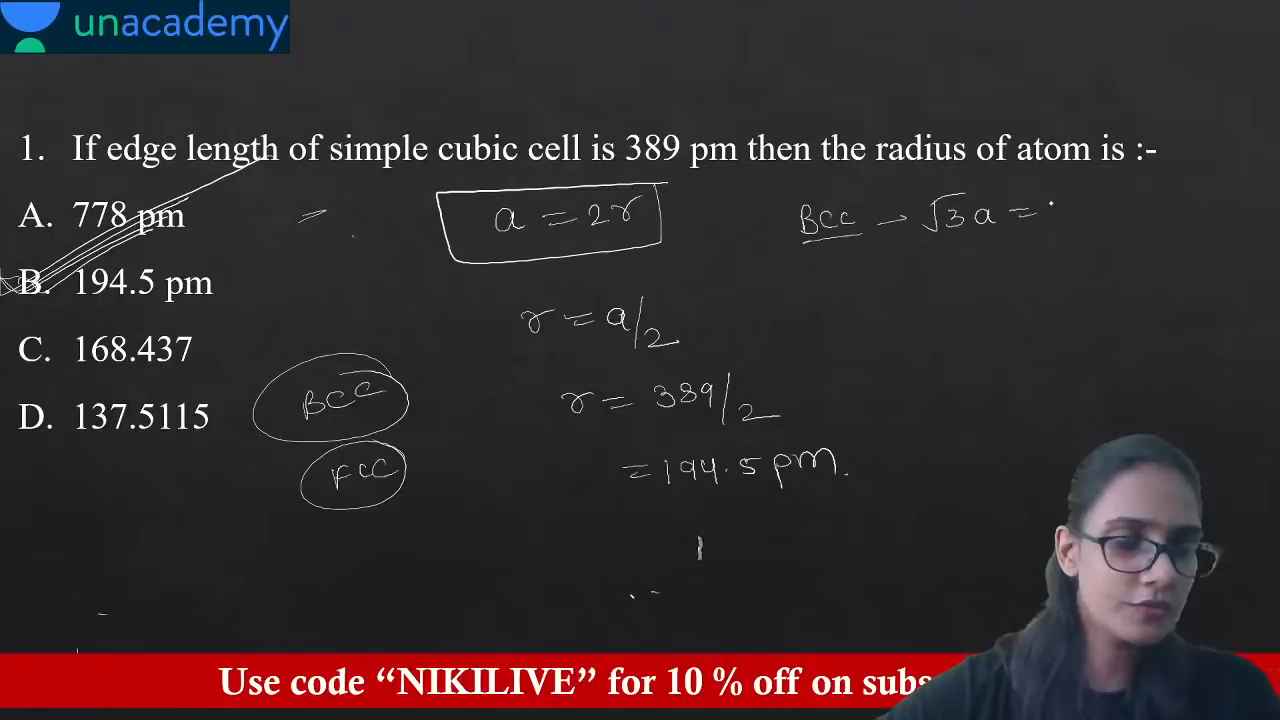 unacademy
1. If edge length of simple cubic cell is 389 pm then the radius of atom is :-
A. 778 pm
a = 2r
BCC - √3 a =
B. 194.5 pm
r = a/2
C. 168.437
BCC
r = 389/2
D. 137.5115
FCC
= 194.5 pm.
Use code “NIKILIVE” for 10 % off on subs